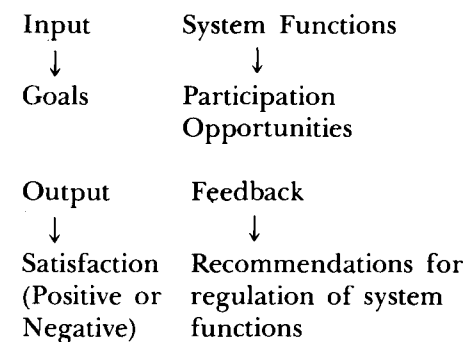 Input System Functions
↓ ↓
Goals Participation
Opportunities
Output Feedback
↓ ↓
Satisfaction Recommendations for
(Positive or regulation of system
Negative) functions